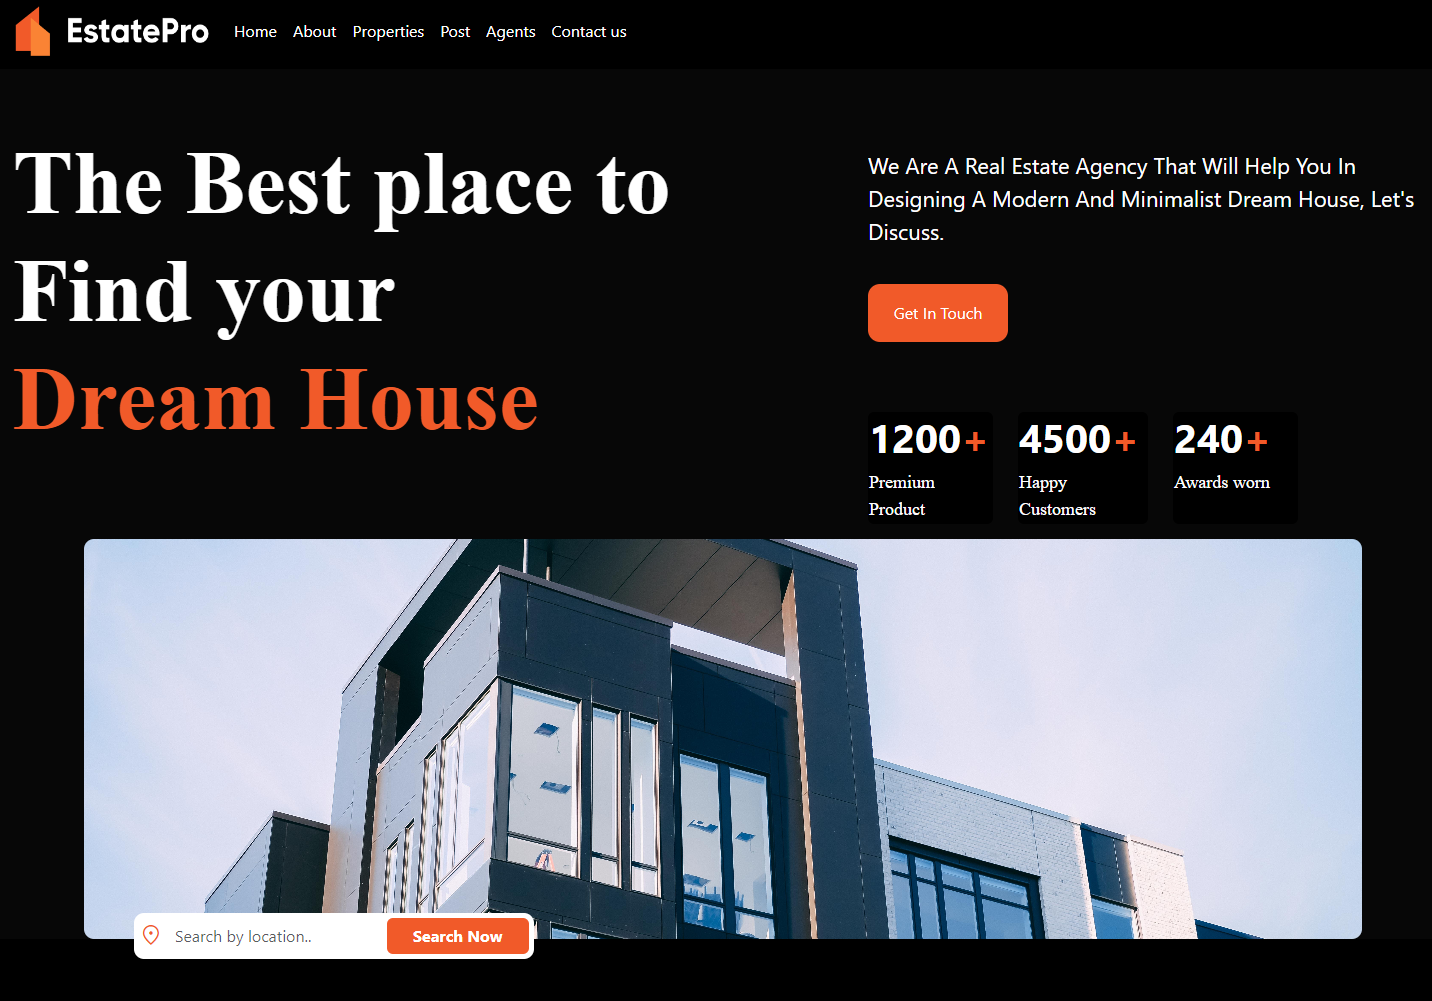 EstatePro
Home About Properties Post Agents Contact us
The Best place to
Find your
Dream House
We Are A Real Estate Agency That Will Help You In
Designing A Modern And Minimalist Dream House, Let's
Discuss.
Get In Touch
1200+
Premium
Product
4500+
Happy
Customers
240+
Awards worn
Search by location..
Search Now